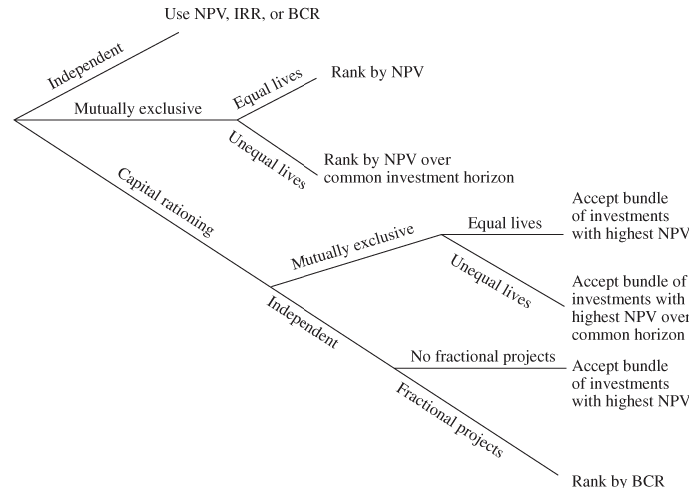 Use NPV, IRR, or BCR
Independent
Mutually exclusive
Equal lives
Rank by NPV
Unequal lives
Rank by NPV over
common investment horizon
Capital rationing
Mutually exclusive
Equal lives
Accept bundle
of investments
with highest NPV
Unequal lives
Accept bundle of
investments with
highest NPV over
common horizon
Independent
No fractional projects
Accept bundle
of investments
with highest NPV
Fractional projects
Rank by BCR